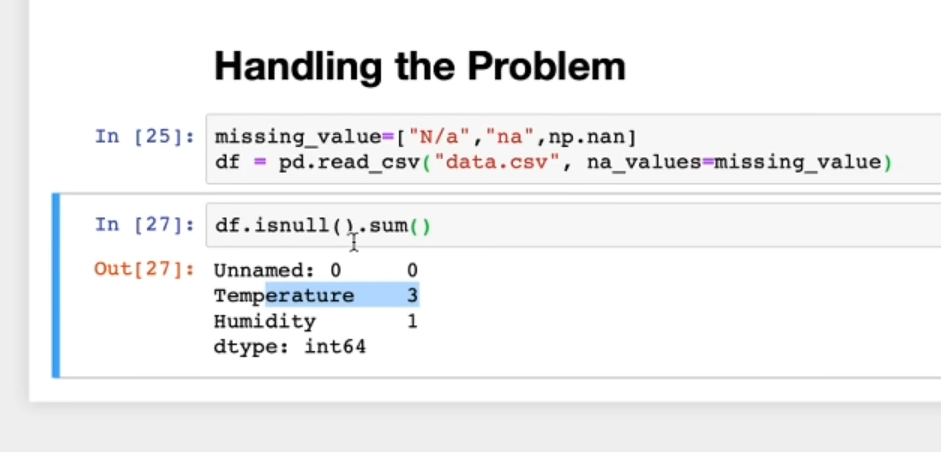 Handling the Problem
In [25]: missing_value=["N/a","na",np.nan]
df = pd.read_csv("data.csv", na_values=missing_value)
In [27]: df.isnull().sum()
Out[27]: Unnamed: 0 0
Temperature 3
Humidity 1
dtype: int64